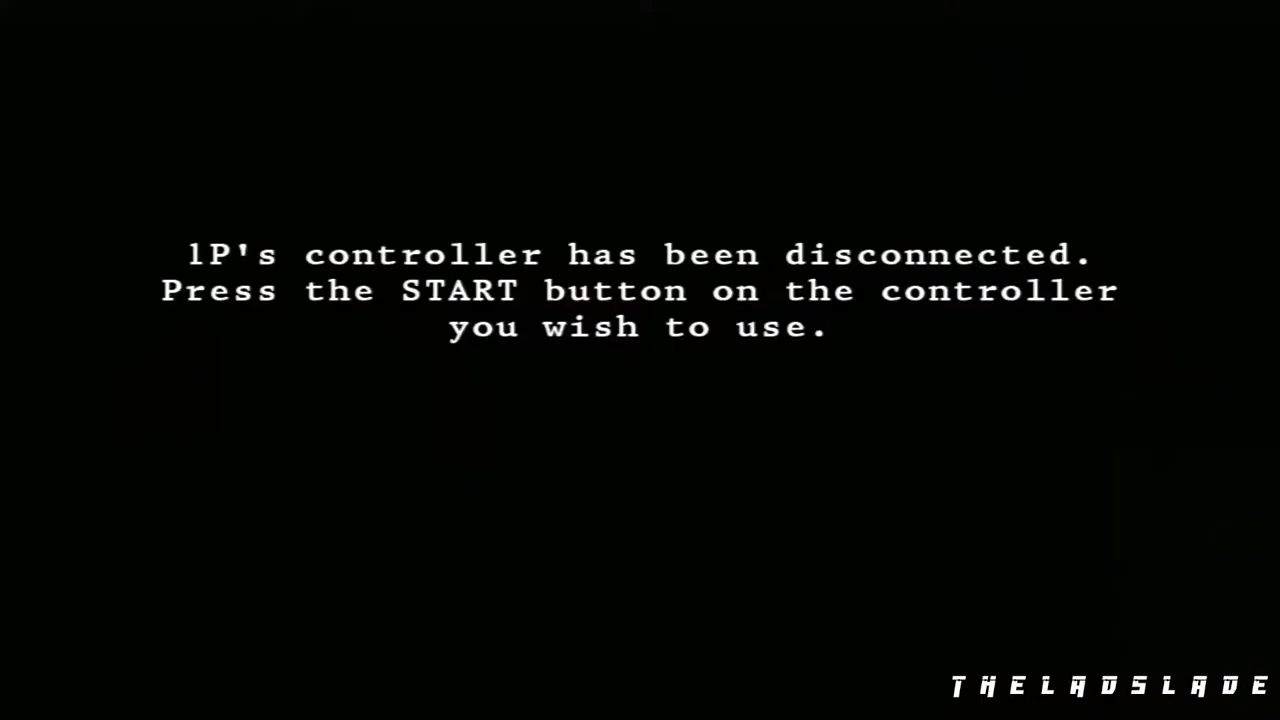 1P's controller has been disconnected.
Press the START button on the controller
you wish to use.
THELADSLADE